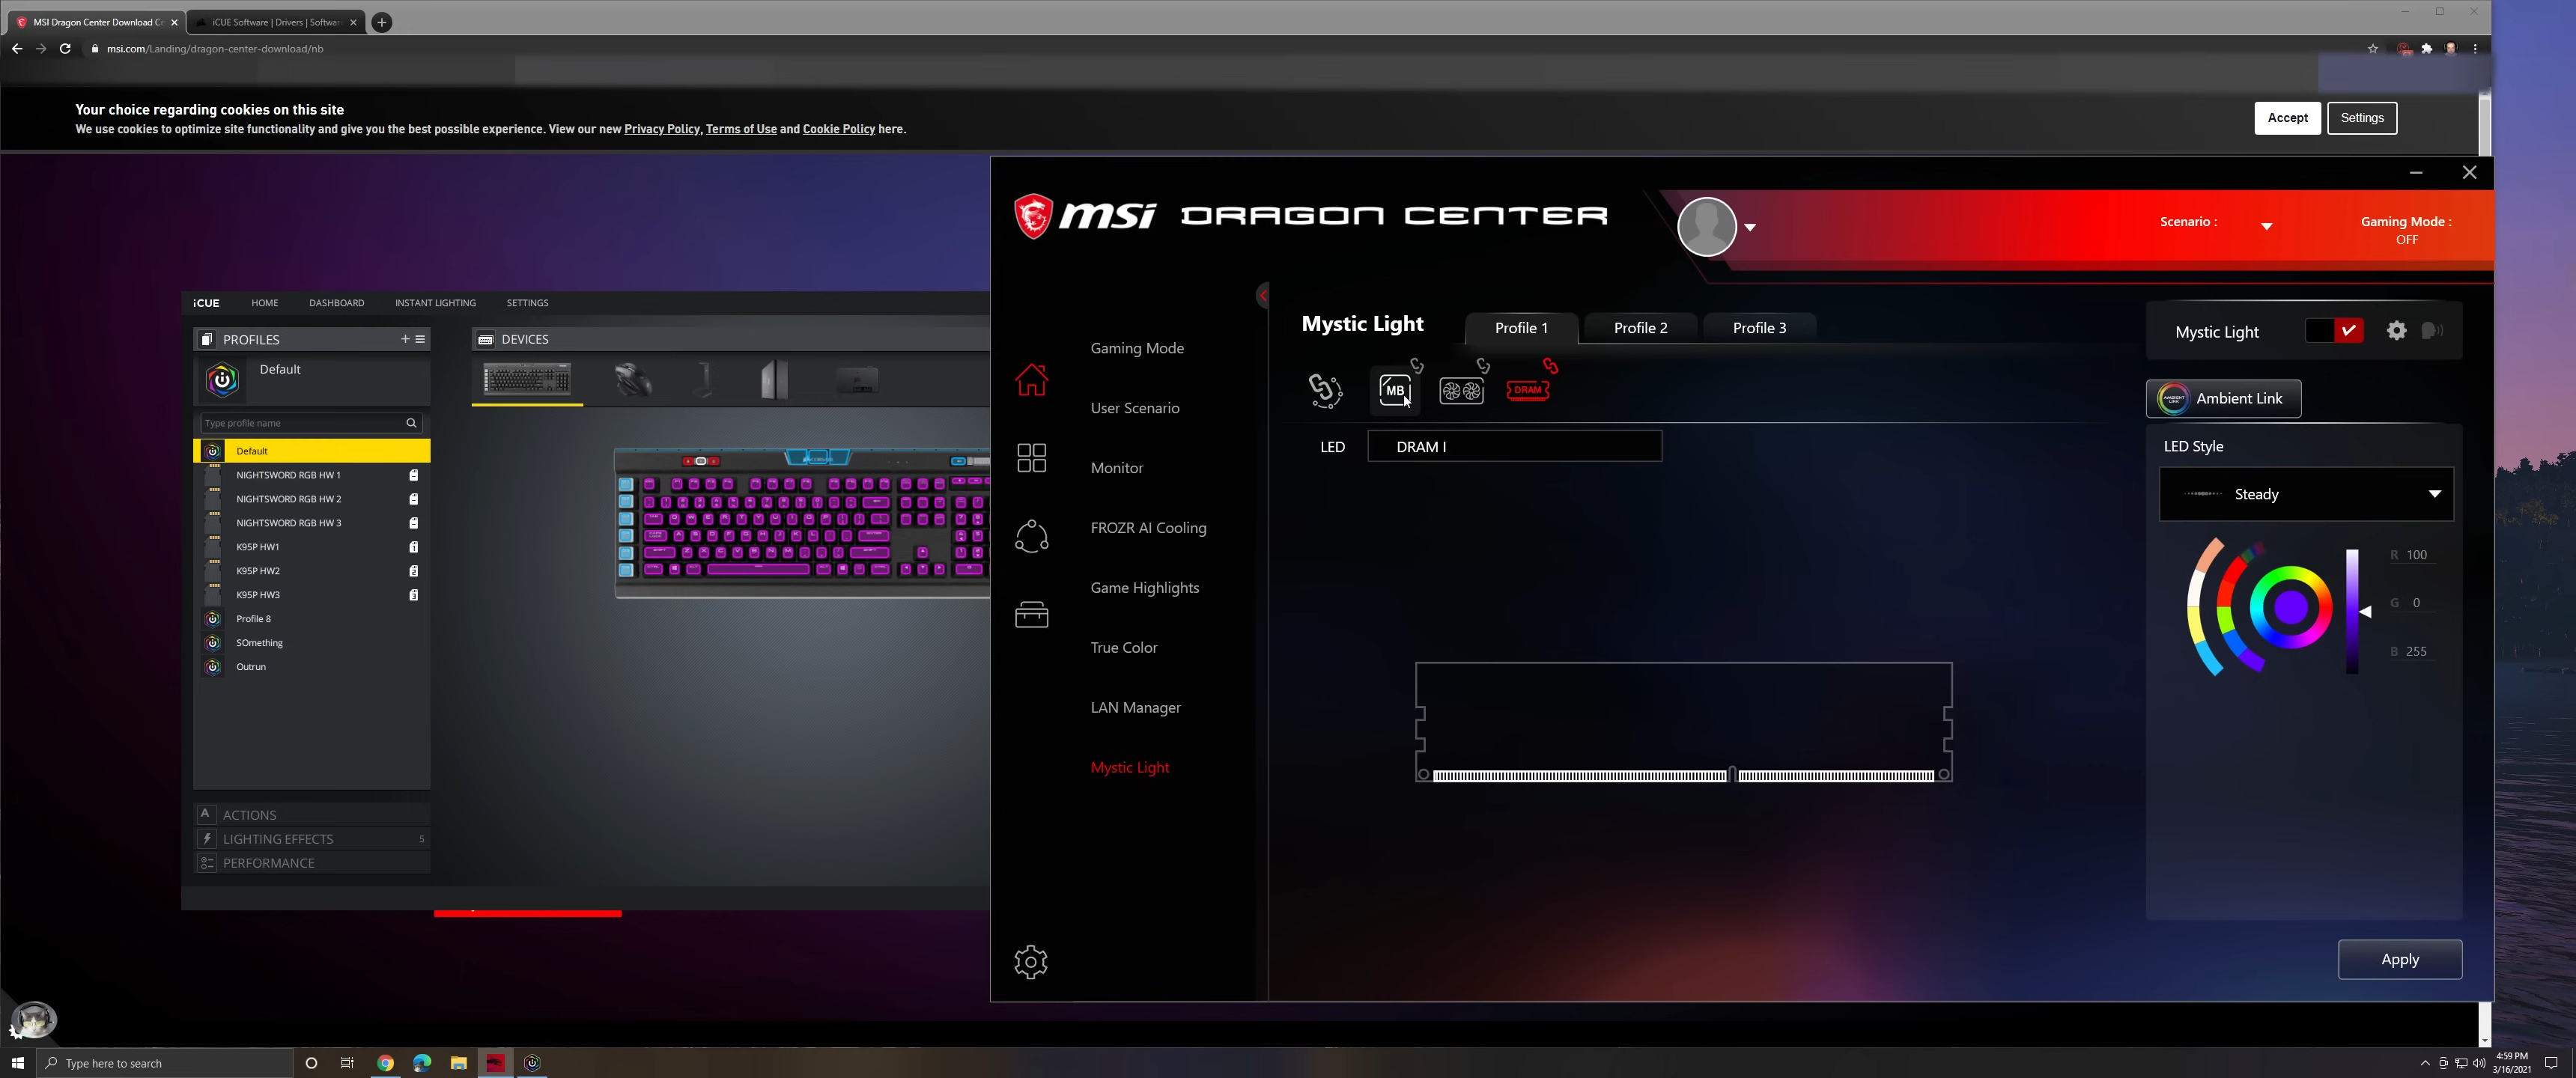 MSI Dragon Center Download Ce
iCUE Software | Drivers | Softwar
msi.com/Landing/dragon-center-download/nb
Your choice regarding cookies on this site
We use cookies to optimize site functionality and give you the best possible experience. View our new Privacy Policy, Terms of Use and Cookie Policy here.
Accept
Settings
msi DRAGON CENTER
Scenario :
Gaming Mode :
OFF
iCUE
HOME
DASHBOARD
INSTANT LIGHTING
SETTINGS
PROFILES
Default
Type profile name
Default
NIGHTSWORD RGB HW 1
NIGHTSWORD RGB HW 2
NIGHTSWORD RGB HW 3
K95P HW1
K95P HW2
K95P HW3
Profile 8
SOmething
Outrun
ACTIONS
LIGHTING EFFECTS 5
PERFORMANCE
DEVICES
Gaming Mode
User Scenario
Monitor
FROZR AI Cooling
Game Highlights
True Color
LAN Manager
Mystic Light
Mystic Light
Profile 1
Profile 2
Profile 3
MB
DRAM
LED DRAM I
Mystic Light
AMBIENT LINK
Ambient Link
LED Style
Steady
R 100
G 0
B 255
Apply
Type here to search
4:59 PM
3/16/2021